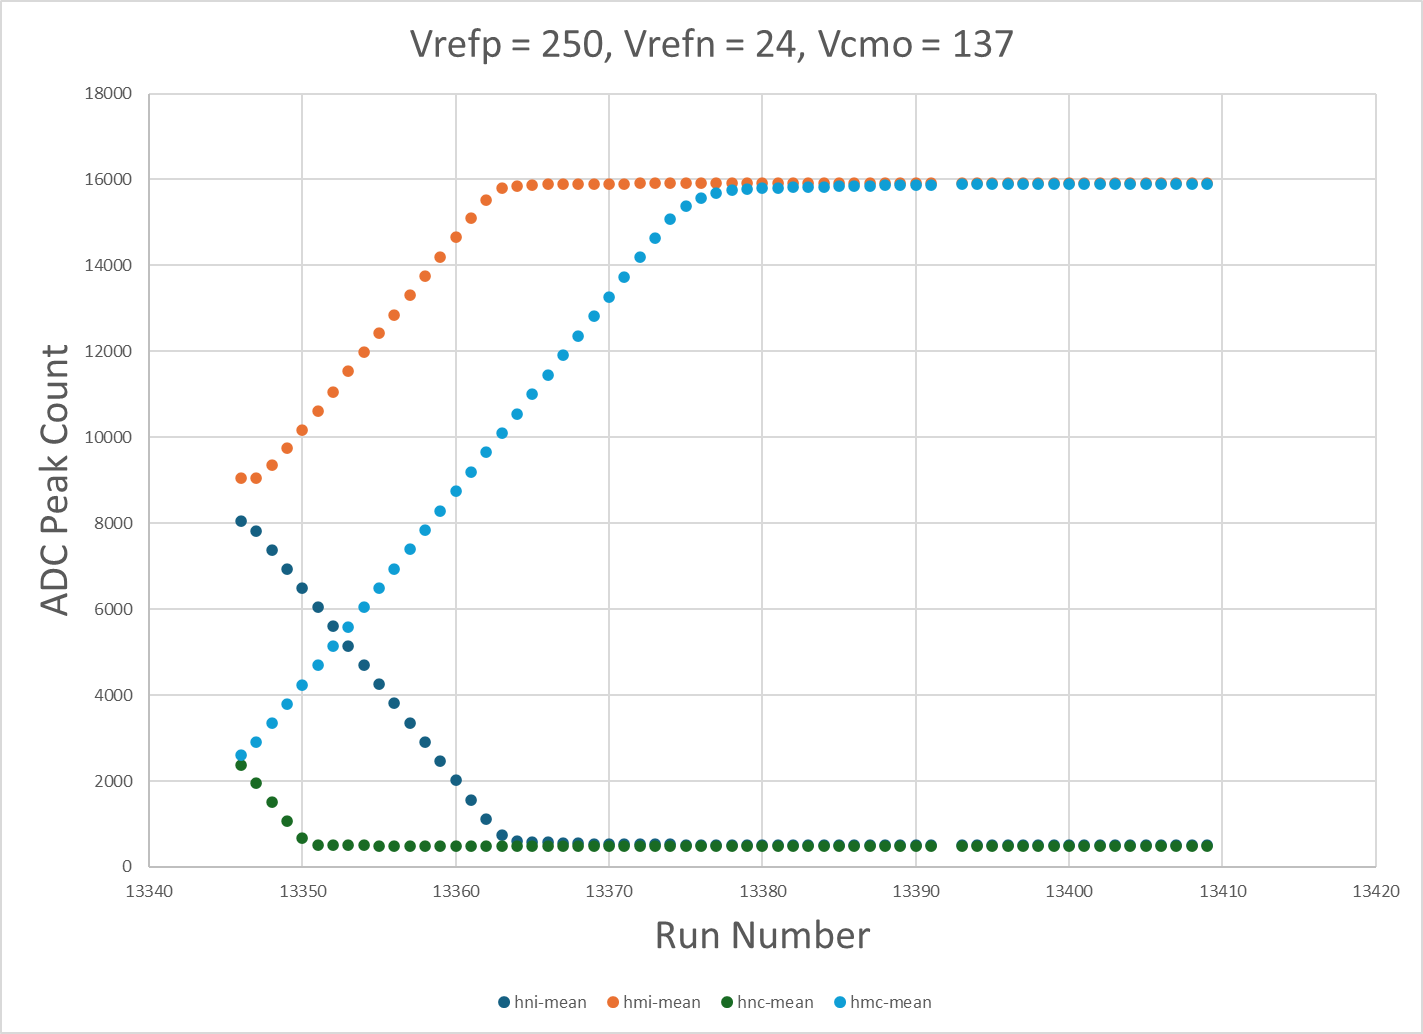 Vrefp = 250, Vrefn = 24, Vcmo = 137
18000
16000
14000
12000
10000
8000
6000
4000
2000
0
ADC Peak Count
13340 13350 13360 13370 13380 13390 13400 13410 13420
Run Number
hni-mean hmi-mean hnc-mean hmc-mean